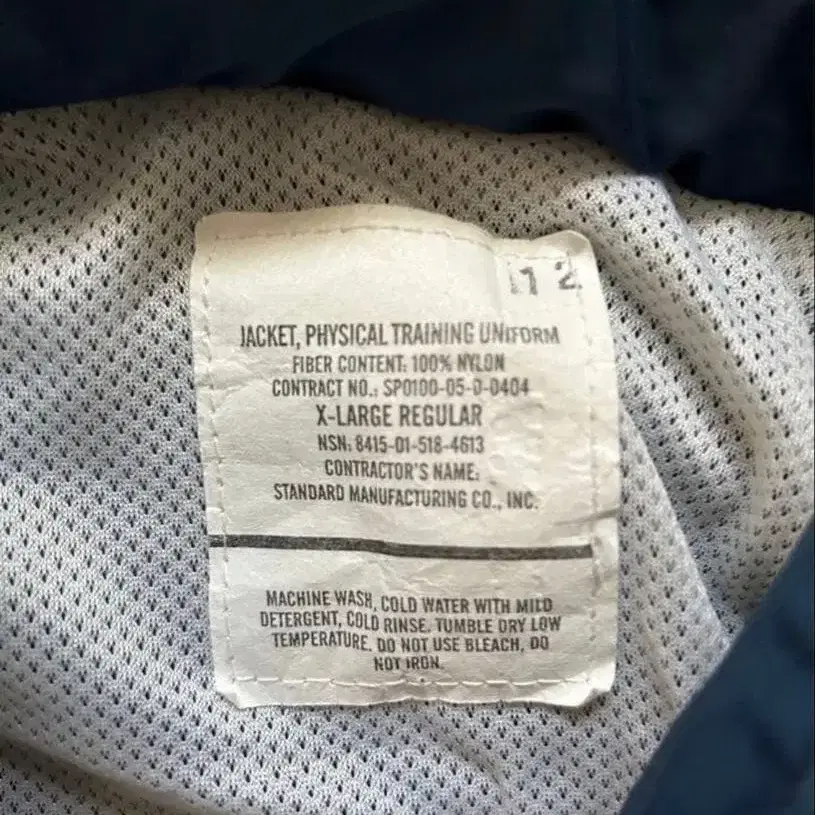 112
JACKET, PHYSICAL TRAINING UNIFORM
FIBER CONTENT: 100% NYLON
CONTRACT NO.: SP0100-05-D-0404
X-LARGE REGULAR
NSN: 8415-01-518-4613
CONTRACTOR'S NAME:
STANDARD MANUFACTURING CO., INC.
MACHINE WASH, COLD WATER WITH MILD
DETERGENT, COLD RINSE. TUMBLE DRY LOW
TEMPERATURE. DO NOT USE BLEACH, DO
NOT IRON.